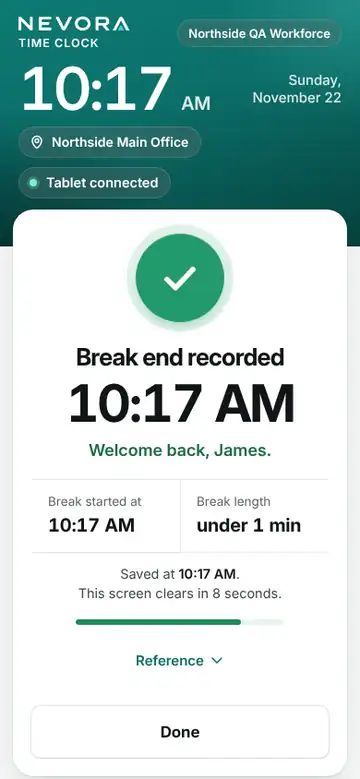 NEVORA
TIME CLOCK
Northside QA Workforce
10:17 AM
Sunday,
November 22
Northside Main Office
Tablet connected
Break end recorded
10:17 AM
Welcome back, James.
Break started at
10:17 AM
Break length
under 1 min
Saved at 10:17 AM.
This screen clears in 8 seconds.
Reference
Done